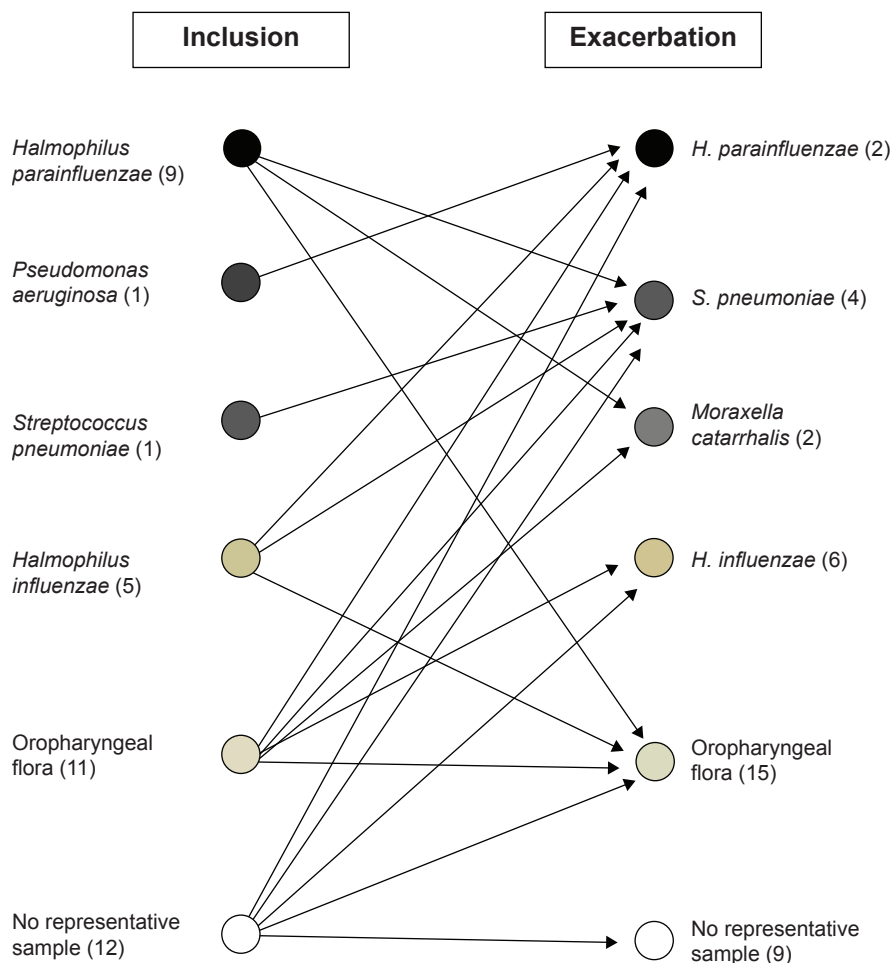 Inclusion
Exacerbation
Halmophilus
parainfluenzae (9)
H. parainfluenzae (2)
Pseudomonas
aeruginosa (1)
S. pneumoniae (4)
Streptococcus
pneumoniae (1)
Moraxella
catarrhalis (2)
Halmophilus
influenzae (5)
H. influenzae (6)
Oropharyngeal
flora (11)
Oropharyngeal
flora (15)
No representative
sample (12)
No representative
sample (9)